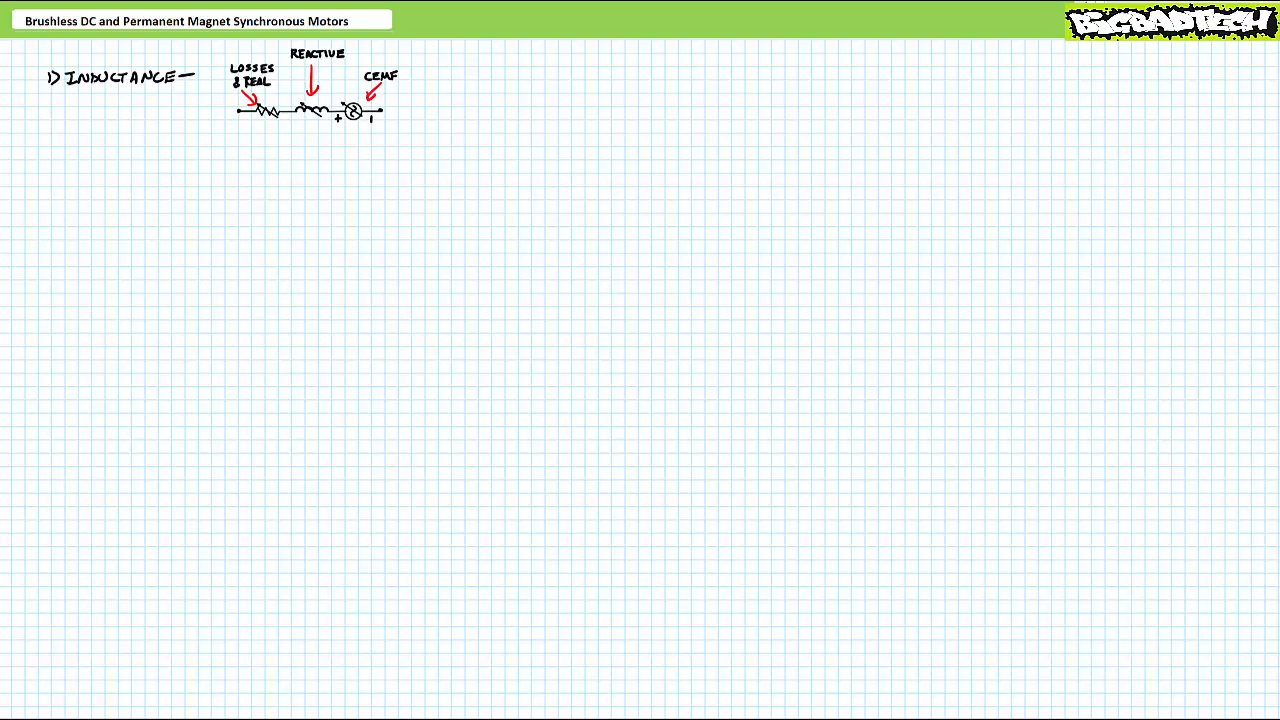 Brushless DC and Permanent Magnet Synchronous Motors
BIGBADTECH
REACTIVE
1) INDUCTANCE—
LOSSES
& REAL
CEMF
+ -